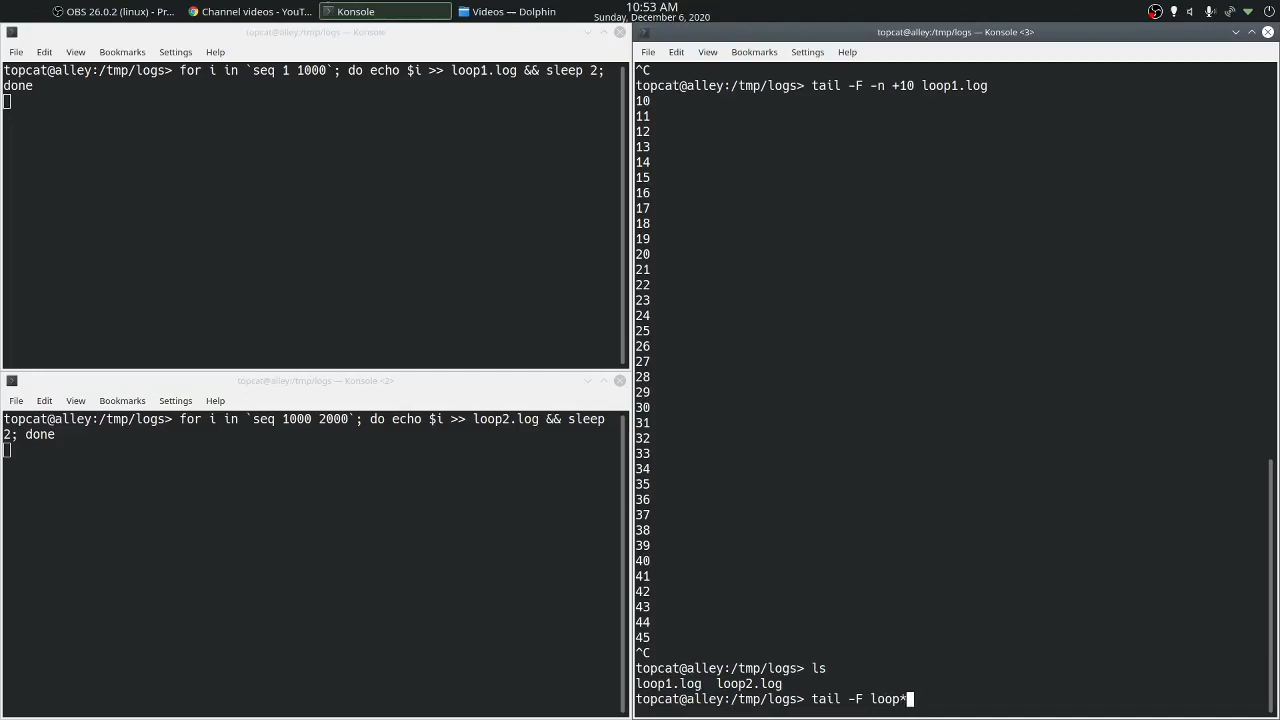 OBS 26.0.2 (linux) - Pr...
Channel videos - YouT...
Konsole
Videos — Dolphin
10:53 AM
Sunday, December 6, 2020
topcat@alley:/tmp/logs — Konsole
File Edit View Bookmarks Settings Help
topcat@alley:/tmp/logs> for i in `seq 1 1000`; do echo $i >> loop1.log && sleep 2;
done
topcat@alley:/tmp/logs — Konsole <2>
File Edit View Bookmarks Settings Help
topcat@alley:/tmp/logs> for i in `seq 1000 2000`; do echo $i >> loop2.log && sleep
2; done
topcat@alley:/tmp/logs — Konsole <3>
File Edit View Bookmarks Settings Help
^C
topcat@alley:/tmp/logs> tail -F -n +10 loop1.log
10
11
12
13
14
15
16
17
18
19
20
21
22
23
24
25
26
27
28
29
30
31
32
33
34
35
36
37
38
39
40
41
42
43
44
45
^C
topcat@alley:/tmp/logs> ls
loop1.log  loop2.log
topcat@alley:/tmp/logs> tail -F loop*